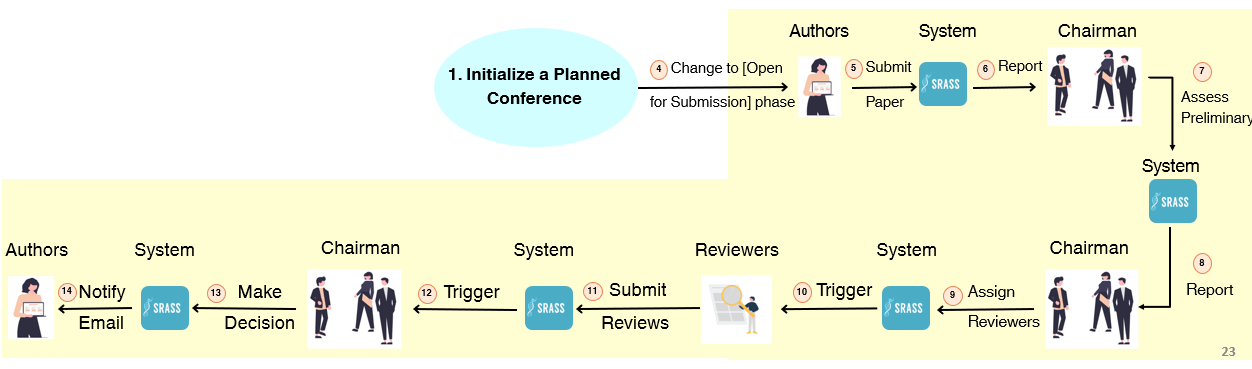 Authors
System
Chairman
1. Initialize a Planned
Conference
4 Change to [Open
for Submission] phase
5 Submit
Paper
SRASS
6 Report
7
Assess
Preliminary
System
SRASS
8
Report
Authors
System
Chairman
System
Reviewers
System
Chairman
14 Notify
Email
SRASS
13 Make
Decision
12 Trigger
SRASS
11 Submit
Reviews
10 Trigger
SRASS
9 Assign
Reviewers
23